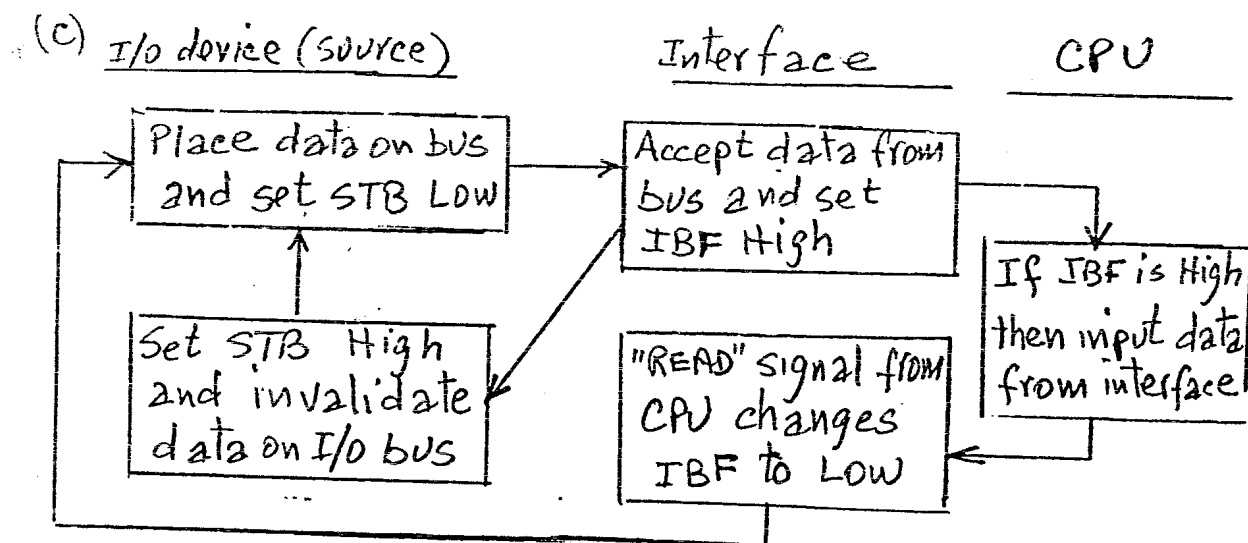 (c) I/O device (source) Interface CPU
Place data on bus
and set STB Low
Accept data from
bus and set
IBF High
If IBF is High
then input data
from interface
Set STB High
and invalidate
data on I/O bus
"READ" signal from
CPU changes
IBF to Low